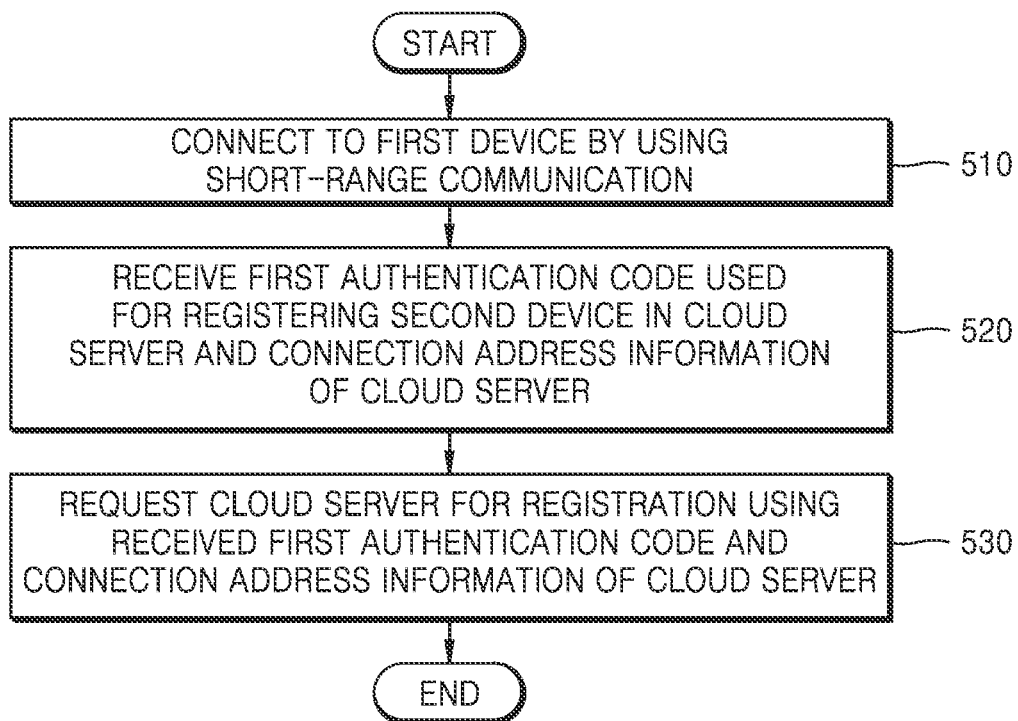 START
CONNECT TO FIRST DEVICE BY USING
SHORT-RANGE COMMUNICATION
510
RECEIVE FIRST AUTHENTICATION CODE USED
FOR REGISTERING SECOND DEVICE IN CLOUD
SERVER AND CONNECTION ADDRESS INFORMATION
OF CLOUD SERVER
520
REQUEST CLOUD SERVER FOR REGISTRATION USING
RECEIVED FIRST AUTHENTICATION CODE AND
CONNECTION ADDRESS INFORMATION OF CLOUD SERVER
530
END